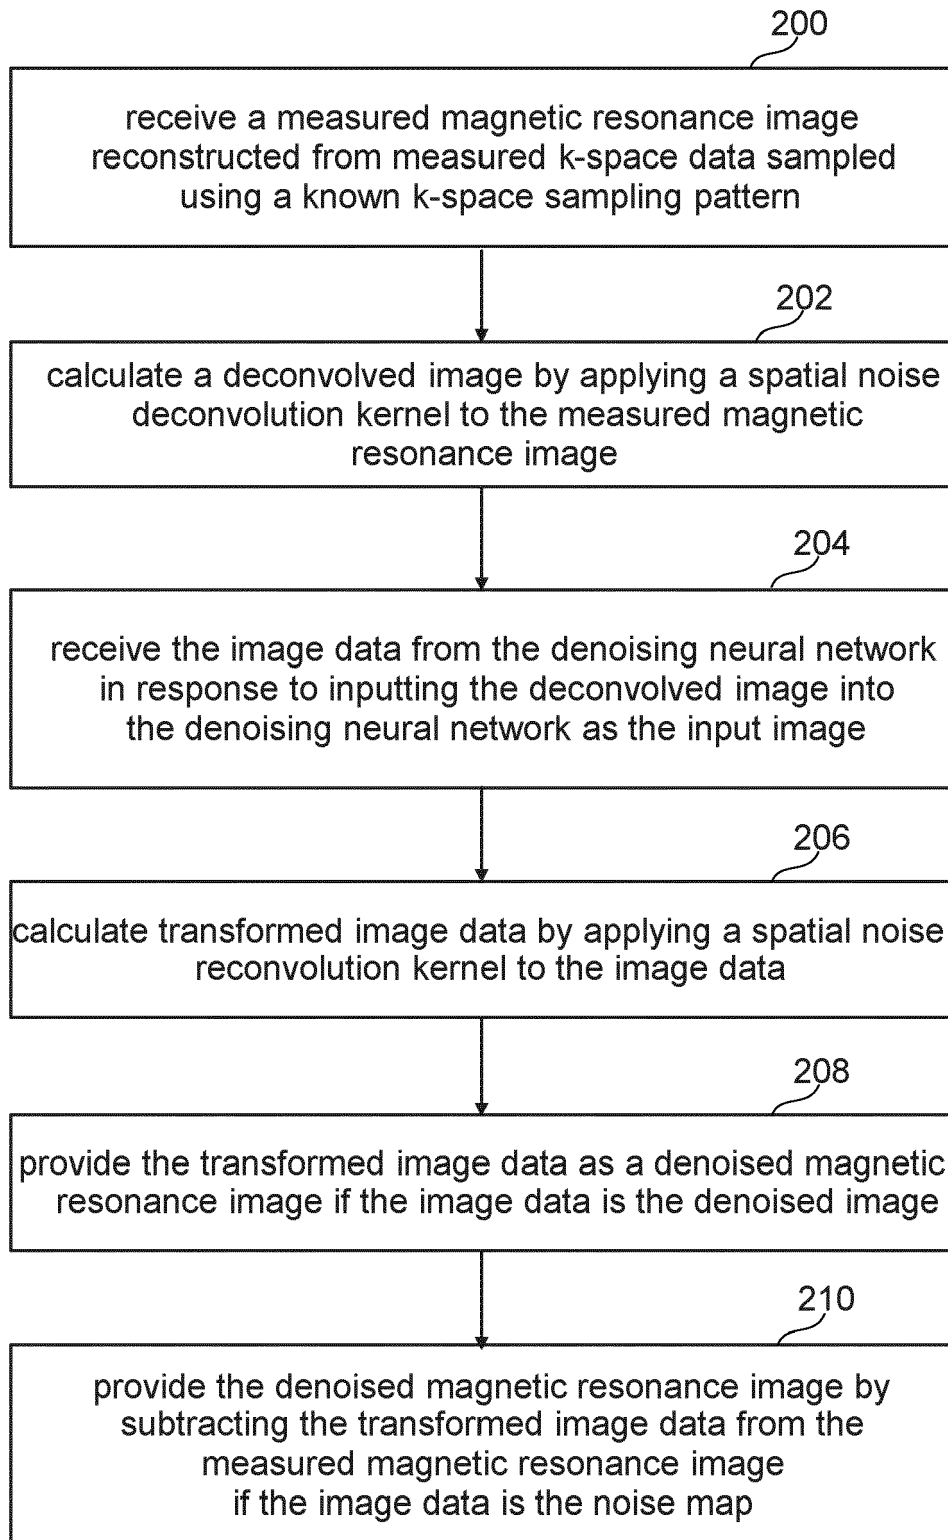 200
receive a measured magnetic resonance image
reconstructed from measured k-space data sampled
using a known k-space sampling pattern
202
calculate a deconvolved image by applying a spatial noise
deconvolution kernel to the measured magnetic
resonance image
204
receive the image data from the denoising neural network
in response to inputting the deconvolved image into
the denoising neural network as the input image
206
calculate transformed image data by applying a spatial noise
reconvolution kernel to the image data
208
provide the transformed image data as a denoised magnetic
resonance image if the image data is the denoised image
210
provide the denoised magnetic resonance image by
subtracting the transformed image data from the
measured magnetic resonance image
if the image data is the noise map